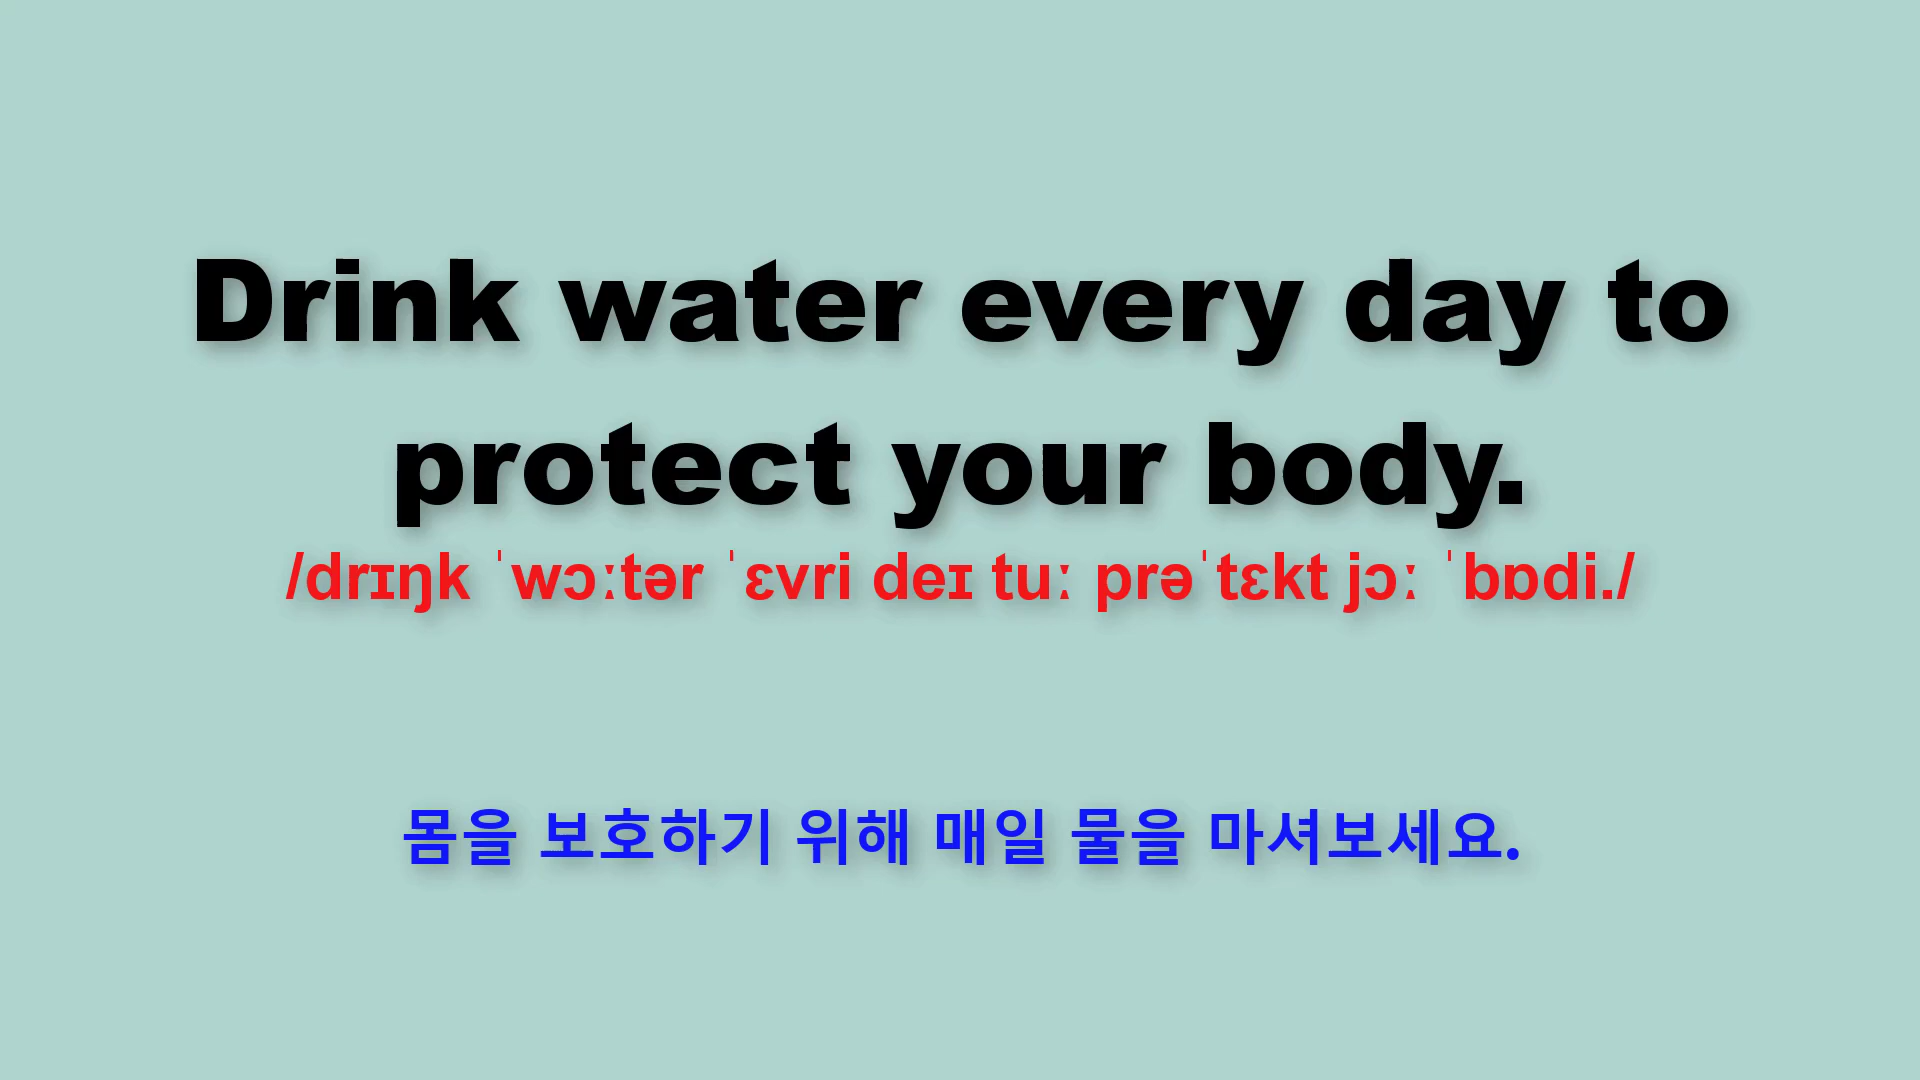 Drink water every day to
protect your body.
/drɪŋk ˈwɔːtər ˈɛvri deɪ tuː prəˈtɛkt jɔː ˈbɒdi./
몸을 보호하기 위해 매일 물을 마셔보세요.